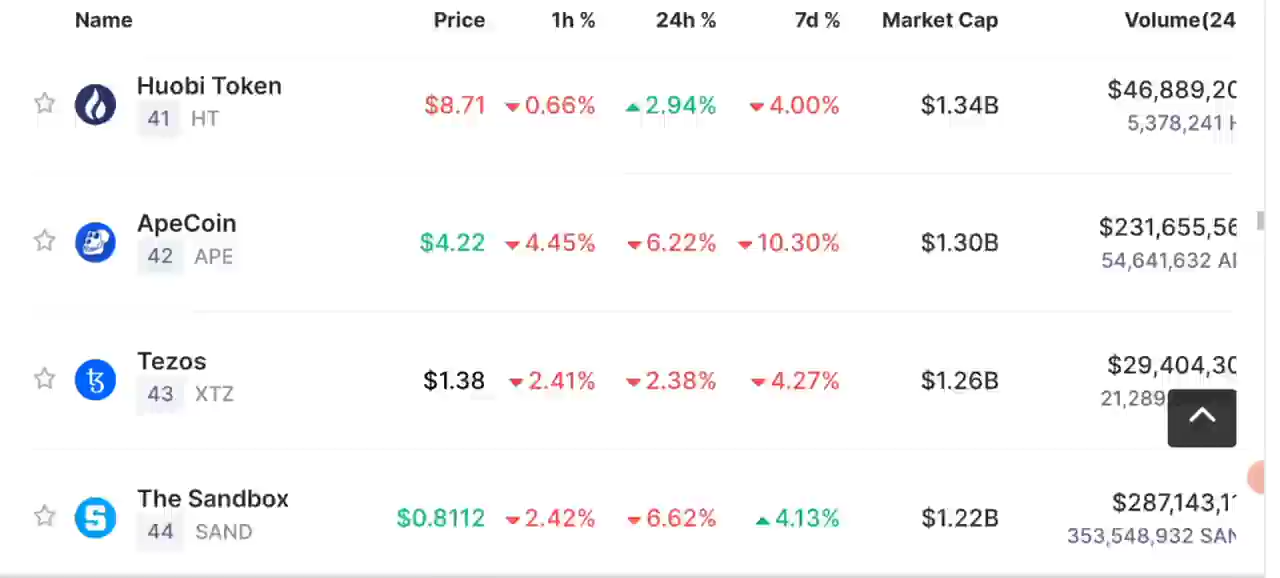 Name Price 1h % 24h % 7d % Market Cap Volume(24
Huobi Token
41 HT
$8.71 0.66% 2.94% 4.00% $1.34B $46,889,20
5,378,241 H
ApeCoin
42 APE
$4.22 4.45% 6.22% 10.30% $1.30B $231,655,56
54,641,632 A
Tezos
43 XTZ
$1.38 2.41% 2.38% 4.27% $1.26B $29,404,30
21,289
The Sandbox
44 SAND
$0.8112 2.42% 6.62% 4.13% $1.22B $287,143,1
353,548,932 SAN